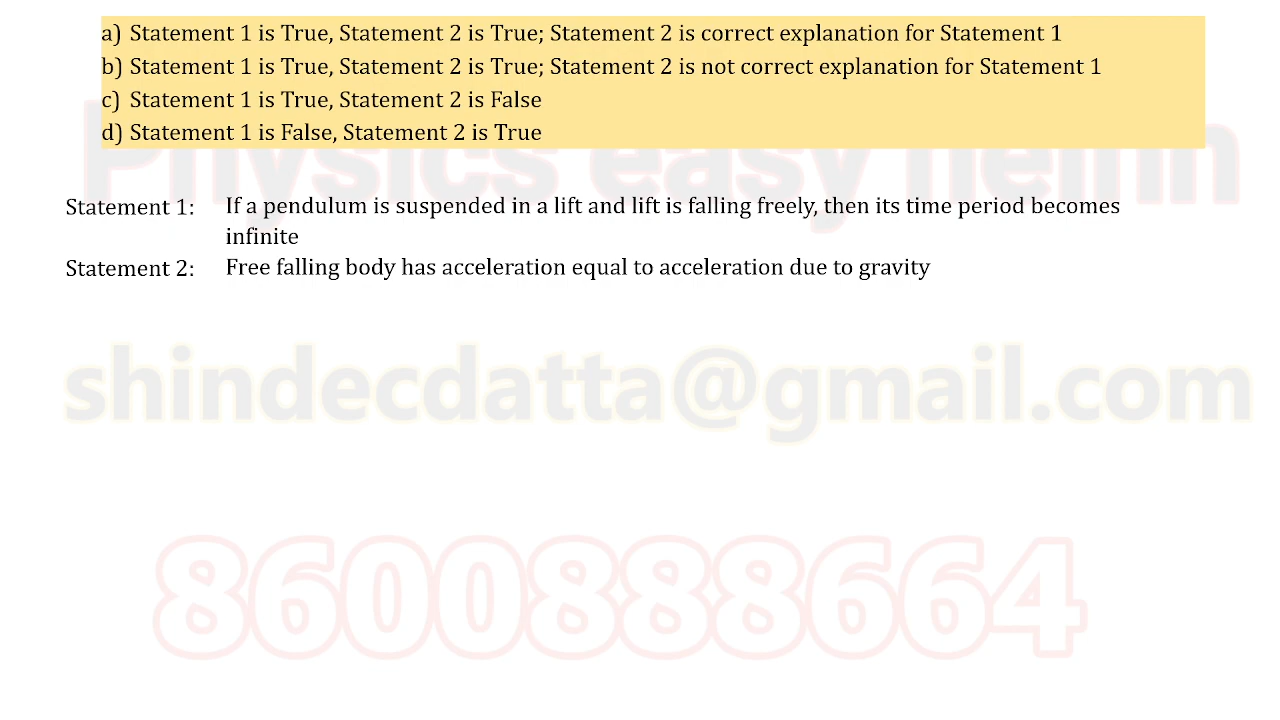 a) Statement 1 is True, Statement 2 is True; Statement 2 is correct explanation for Statement 1
b) Statement 1 is True, Statement 2 is True; Statement 2 is not correct explanation for Statement 1
c) Statement 1 is True, Statement 2 is False
d) Statement 1 is False, Statement 2 is True
Physics easy heinn
Statement 1: If a pendulum is suspended in a lift and lift is falling freely, then its time period becomes
infinite
Statement 2: Free falling body has acceleration equal to acceleration due to gravity
shindecdatta@gmail.com
8600888664